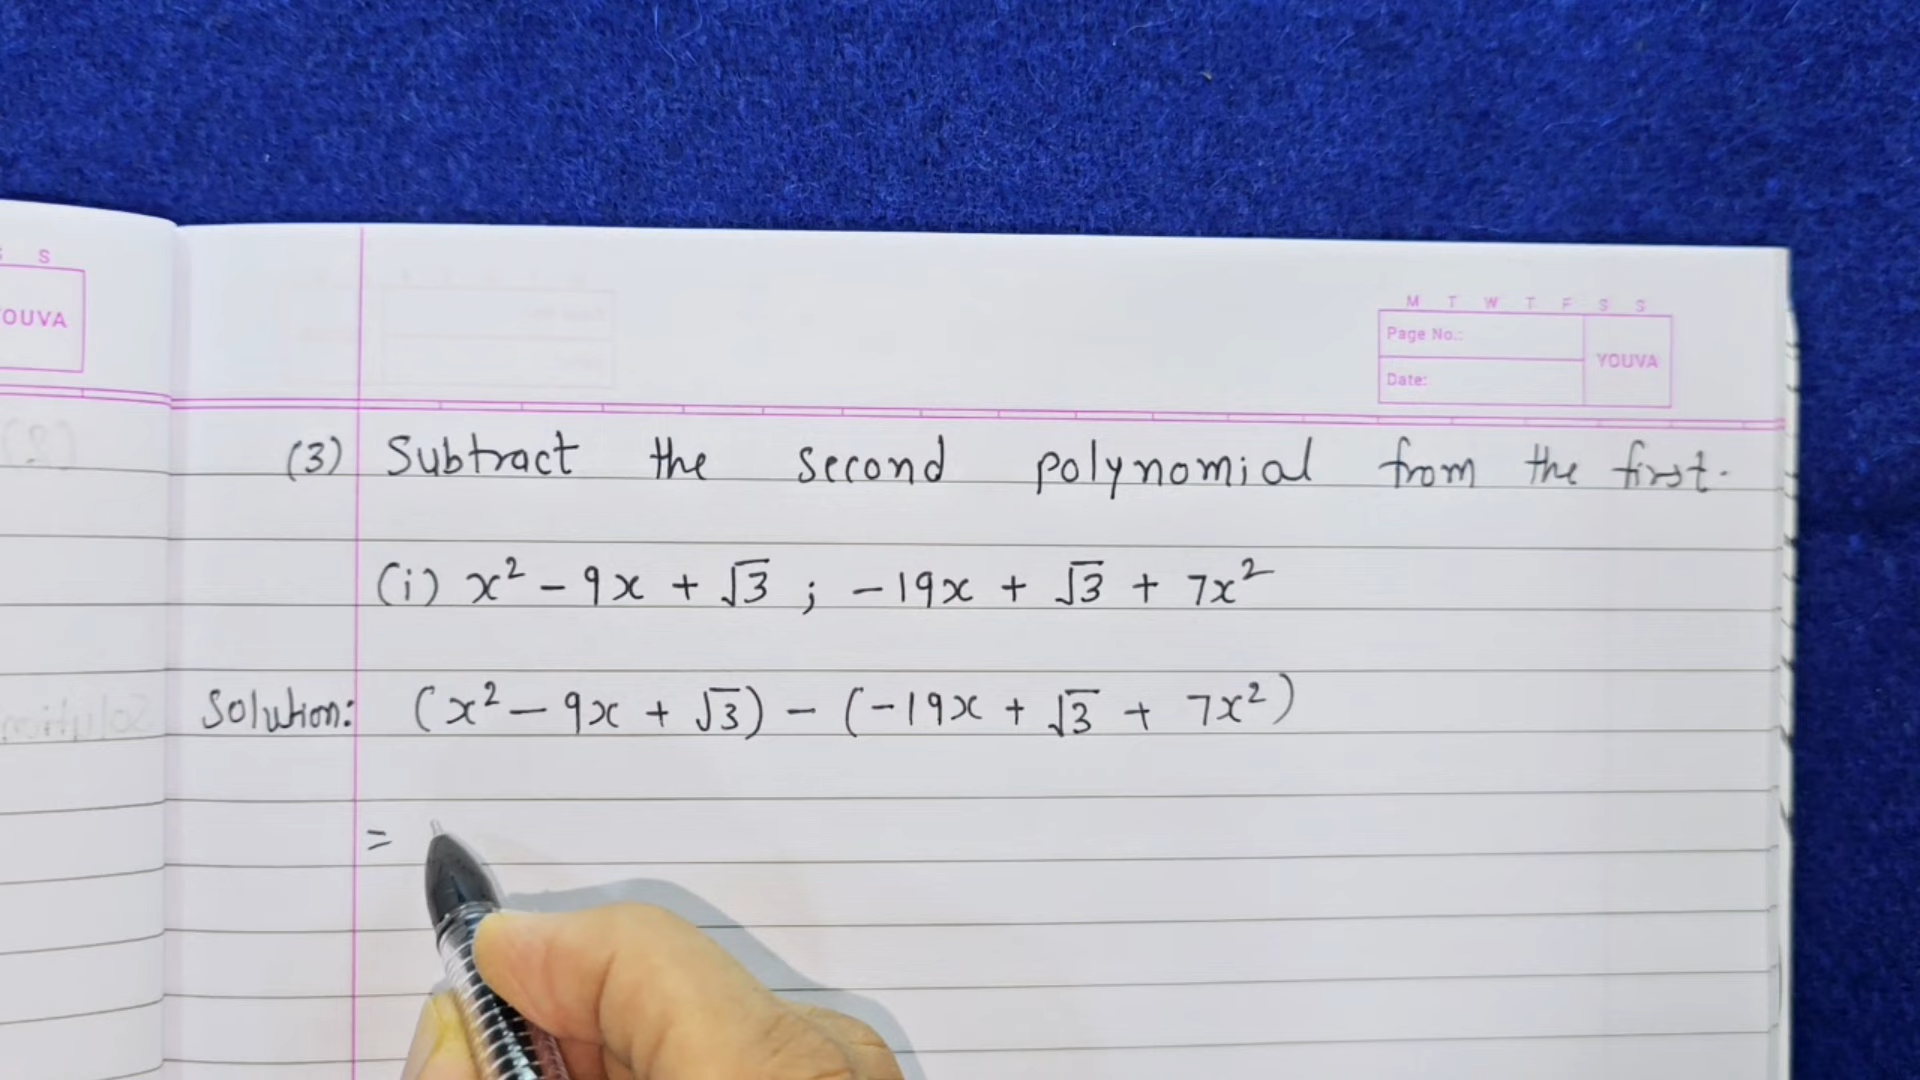 S S
OUVA
M T W T F S S
Page No.:
YOUVA
Date:
(3) Subtract the second polynomial from the first.
(i) x² - 9x + √3 ; -19x + √3 + 7x²
Solution: (x² - 9x + √3) - (-19x + √3 + 7x²)
=